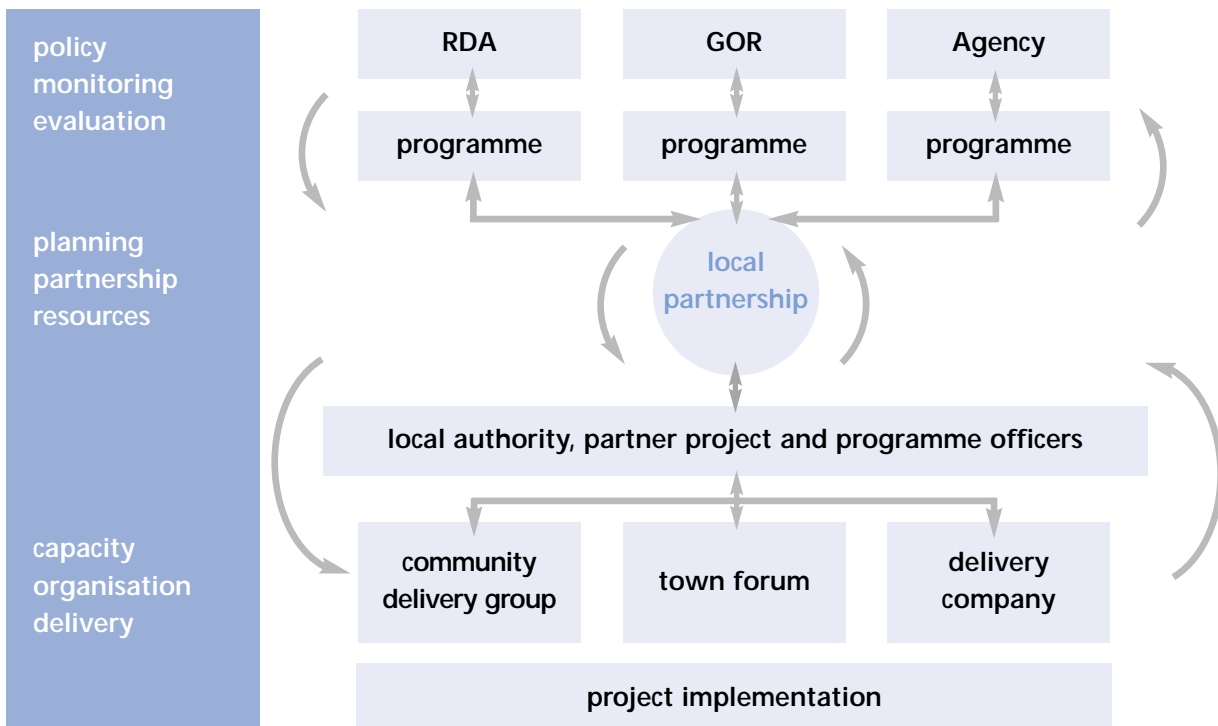 policy
monitoring
evaluation
RDA
GOR
Agency
programme
programme
programme
planning
partnership
resources
local
partnership
local authority, partner project and programme officers
capacity
organisation
delivery
community
delivery group
town forum
delivery
company
project implementation